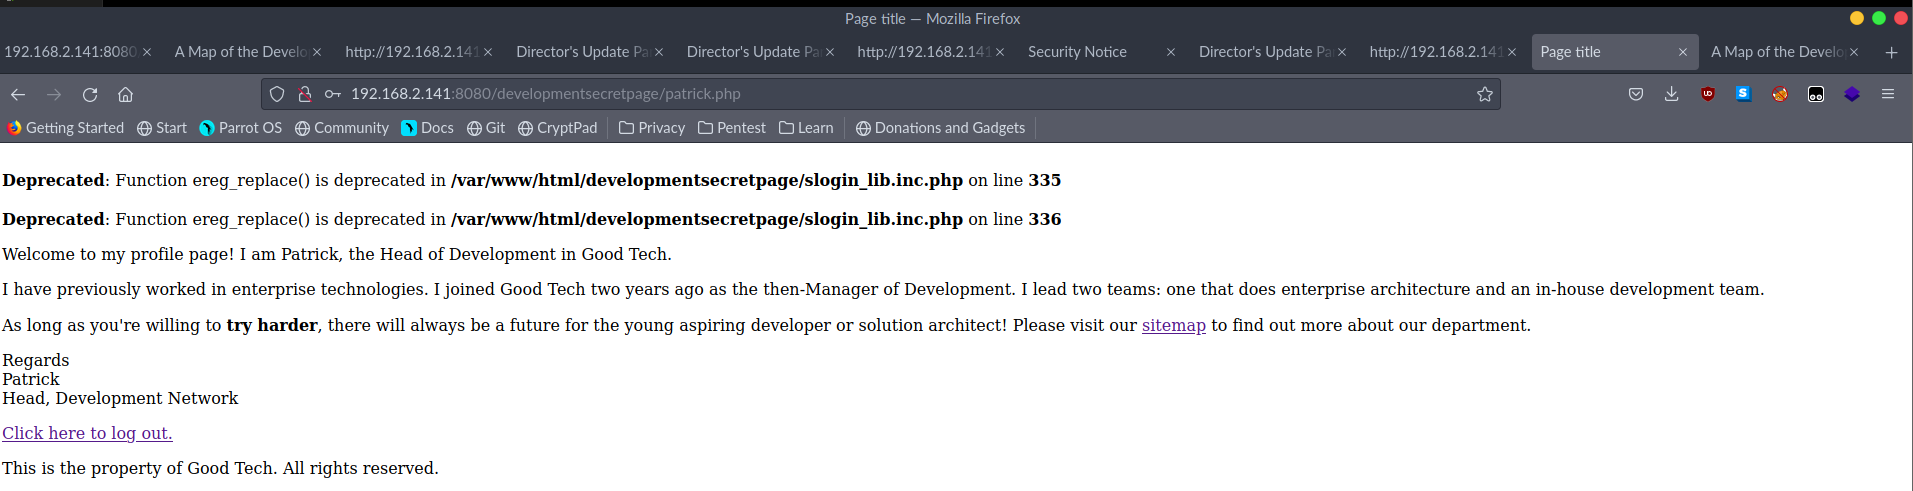 Page title — Mozilla Firefox
192.168.2.141:8080 × A Map of the Develo × http://192.168.2.141 × Director's Update Pa × Director's Update Pa × http://192.168.2.141 × Security Notice × Director's Update Pa × http://192.168.2.141 × Page title × A Map of the Develo × +
192.168.2.141:8080/developmentsecretpage/patrick.php
Getting Started Start Parrot OS Community Docs Git CryptPad Privacy Pentest Learn Donations and Gadgets
Deprecated: Function ereg_replace() is deprecated in /var/www/html/developmentsecretpage/slogin_lib.inc.php on line 335
Deprecated: Function ereg_replace() is deprecated in /var/www/html/developmentsecretpage/slogin_lib.inc.php on line 336
Welcome to my profile page! I am Patrick, the Head of Development in Good Tech.
I have previously worked in enterprise technologies. I joined Good Tech two years ago as the then-Manager of Development. I lead two teams: one that does enterprise architecture and an in-house development team.
As long as you're willing to try harder, there will always be a future for the young aspiring developer or solution architect! Please visit our sitemap to find out more about our department.
Regards
Patrick
Head, Development Network
Click here to log out.
This is the property of Good Tech. All rights reserved.